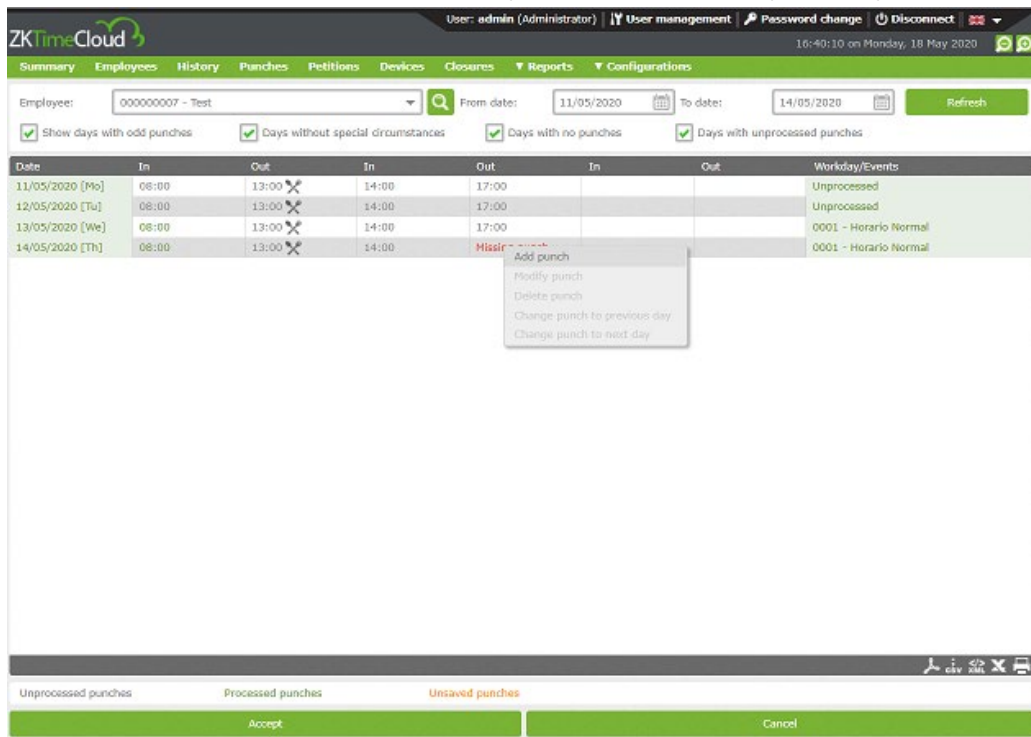 User: admin (Administrator) User management Password change Disconnect
ZKTimeCloud
16:40:10 on Monday, 18 May 2020
Summary Employees History Punches Petitions Devices Closures ▼ Reports ▼ Configurations
Employee: 000000007 - Test From date: 11/05/2020 To date: 14/05/2020 Refresh
Show days with odd punches Days without special circumstances Days with no punches Days with unprocessed punches
Date In Out In Out In Out Workday/Events
11/05/2020 [Mo] 08:00 13:00 14:00 17:00 Unprocessed
12/05/2020 [Tu] 08:00 13:00 14:00 17:00 Unprocessed
13/05/2020 [We] 08:00 13:00 14:00 17:00 0001 - Horario Normal
14/05/2020 [Th] 08:00 13:00 14:00 Missing punch 0001 - Horario Normal
Add punch
Modify punch
Delete punch
Change punch to previous day
Change punch to next day
CSV XML
Unprocessed punches Processed punches Unsaved punches
Accept Cancel